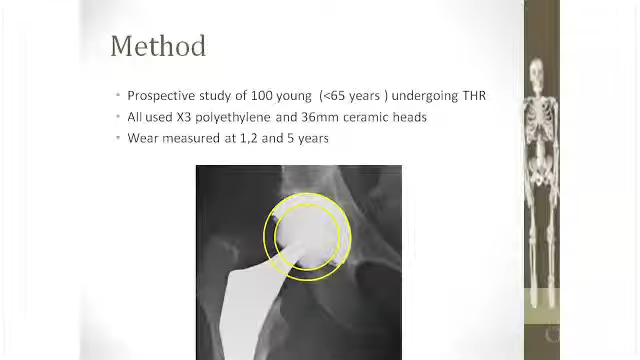 Method
Prospective study of 100 young (<65 years ) undergoing THR
All used X3 polyethylene and 36mm ceramic heads
Wear measured at 1,2 and 5 years